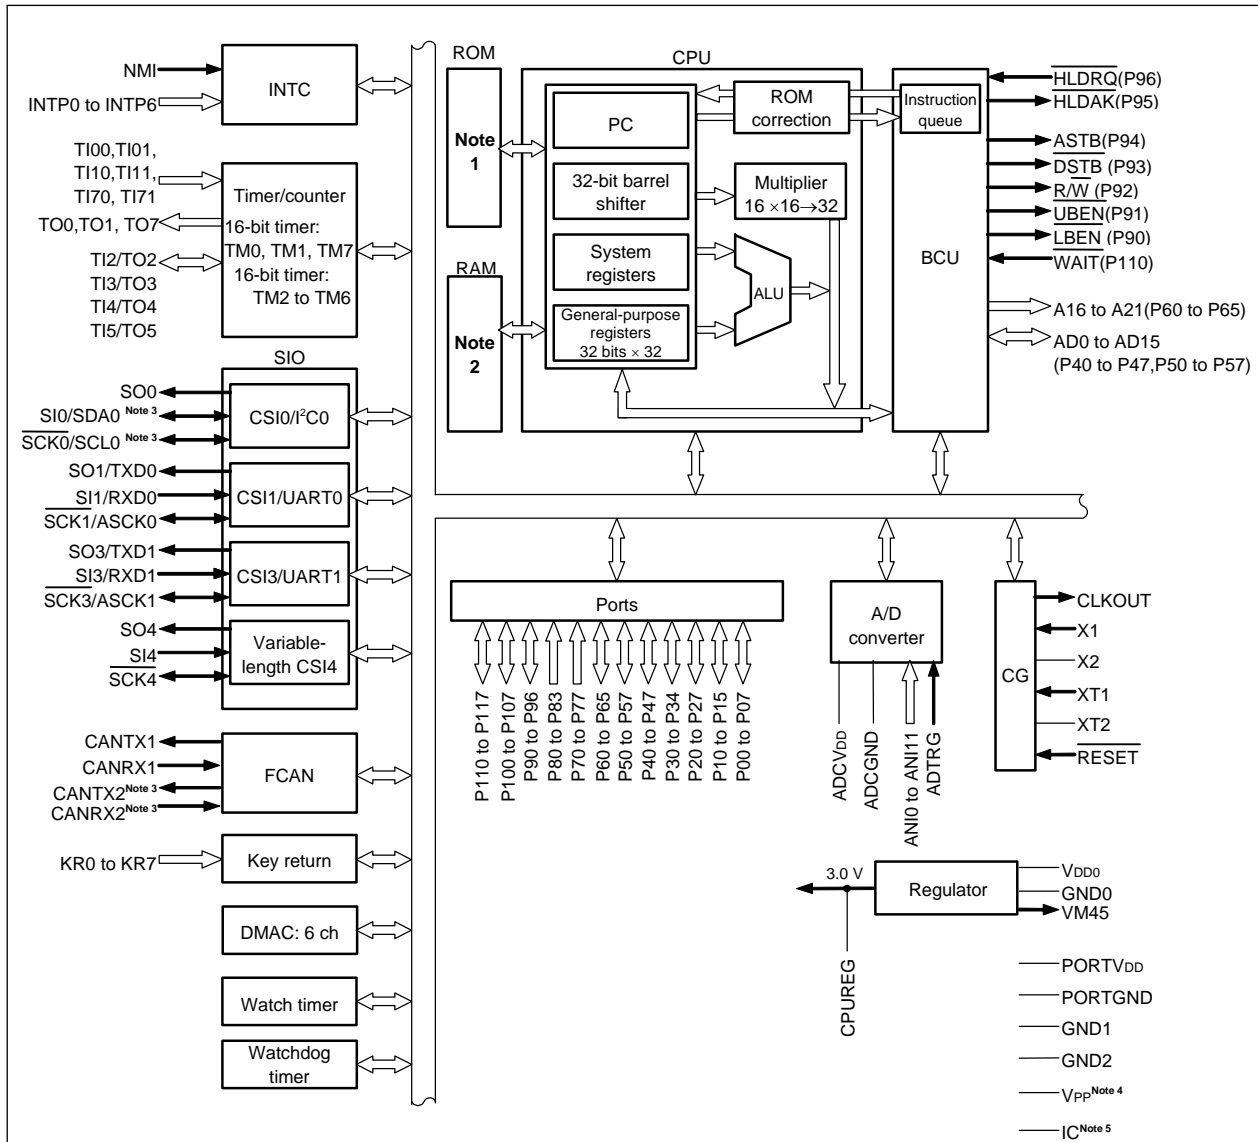 NMI
INTP0 to INTP6
INTC
TI00,TI01,
TI10,TI11,
TI70, TI71
TO0,TO1, TO7
TI2/TO2
TI3/TO3
TI4/TO4
TI5/TO5
Timer/counter
16-bit timer:
TM0, TM1, TM7
16-bit timer:
TM2 to TM6
SIO
SO0
SI0/SDA0 Note 3
SCK0/SCL0 Note 3
CSI0/I²C0
SO1/TXD0
SI1/RXD0
SCK1/ASCK0
CSI1/UART0
SO3/TXD1
SI3/RXD1
SCK3/ASCK1
CSI3/UART1
SO4
SI4
SCK4
Variable-
length CSI4
CANTX1
CANRX1
CANTX2 Note 3
CANRX2 Note 3
FCAN
KR0 to KR7
Key return
DMAC: 6 ch
Watch timer
Watchdog
timer
ROM
Note
1
RAM
Note
2
CPU
PC
32-bit barrel
shifter
System
registers
General-purpose
registers
32 bits × 32
ROM
correction
Multiplier
16 ×16→32
ALU
Instruction
queue
BCU
HLDRQ(P96)
HLDAK(P95)
ASTB(P94)
DSTB (P93)
R/W (P92)
UBEN(P91)
LBEN (P90)
WAIT(P110)
A16 to A21(P60 to P65)
AD0 to AD15
(P40 to P47,P50 to P57)
Ports
P110 to P117
P100 to P107
P90 to P96
P80 to P83
P70 to P77
P60 to P65
P50 to P57
P40 to P47
P30 to P34
P20 to P27
P10 to P15
P00 to P07
A/D
converter
ADCVDD
ADCGND
ANI0 to ANI11
ADTRG
CG
CLKOUT
X1
X2
XT1
XT2
RESET
3.0 V
Regulator
VDD0
GND0
VM45
CPUREG
PORTVDD
PORTGND
GND1
GND2
VPP Note 4
IC Note 5